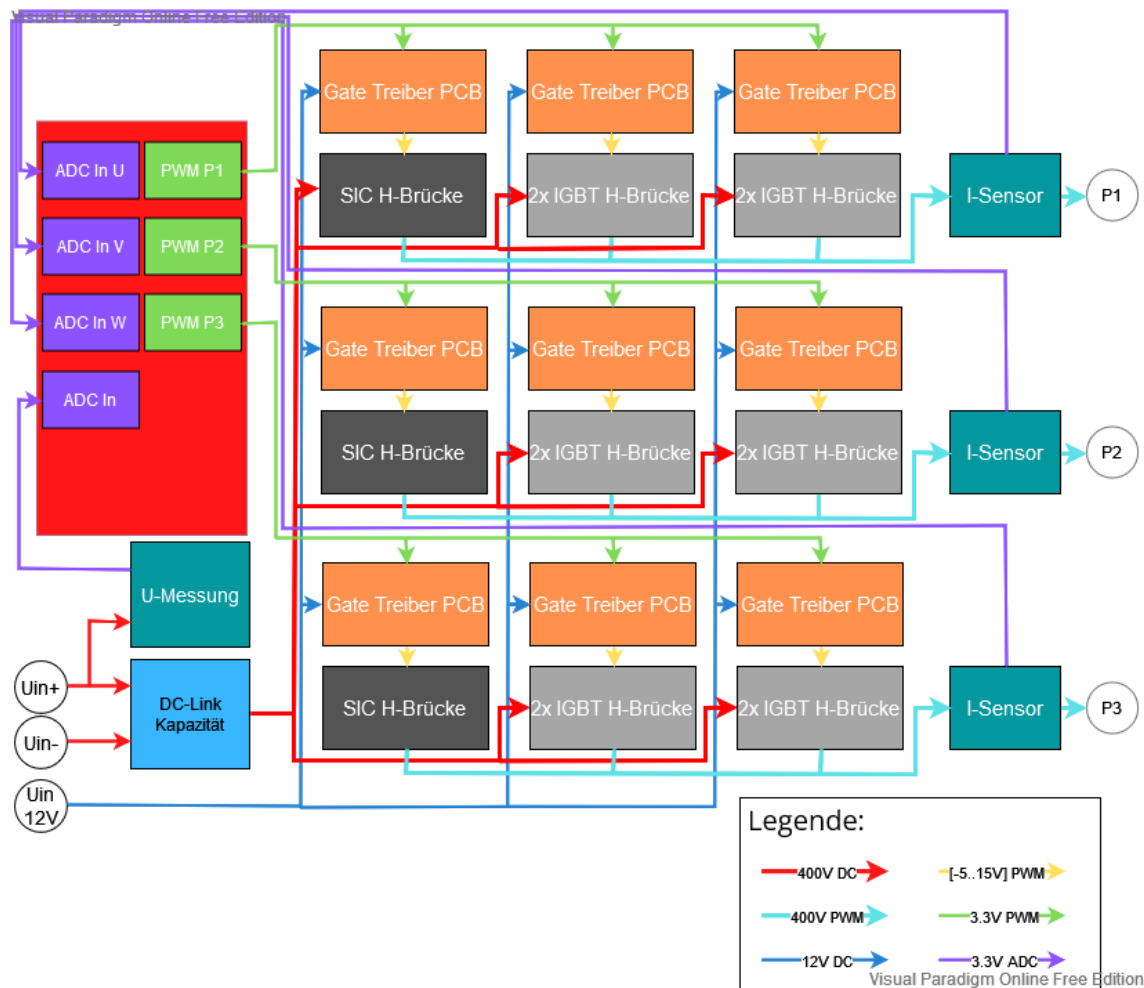 Visual Paradigm Online Free Edition
Gate Treiber PCB
Gate Treiber PCB
Gate Treiber PCB
ADC In U
PWM P1
SIC H-Brücke
2x IGBT H-Brücke
2x IGBT H-Brücke
I-Sensor
P1
ADC In V
PWM P2
ADC In W
PWM P3
Gate Treiber PCB
Gate Treiber PCB
Gate Treiber PCB
ADC In
SIC H-Brücke
2x IGBT H-Brücke
2x IGBT H-Brücke
I-Sensor
P2
U-Messung
Gate Treiber PCB
Gate Treiber PCB
Gate Treiber PCB
Uin+
DC-Link
Kapazität
SIC H-Brücke
2x IGBT H-Brücke
2x IGBT H-Brücke
I-Sensor
P3
Uin-
Uin
12V
Legende:
400V DC
[-5..15V] PWM
400V PWM
3.3V PWM
12V DC
3.3V ADC
Visual Paradigm Online Free Edition